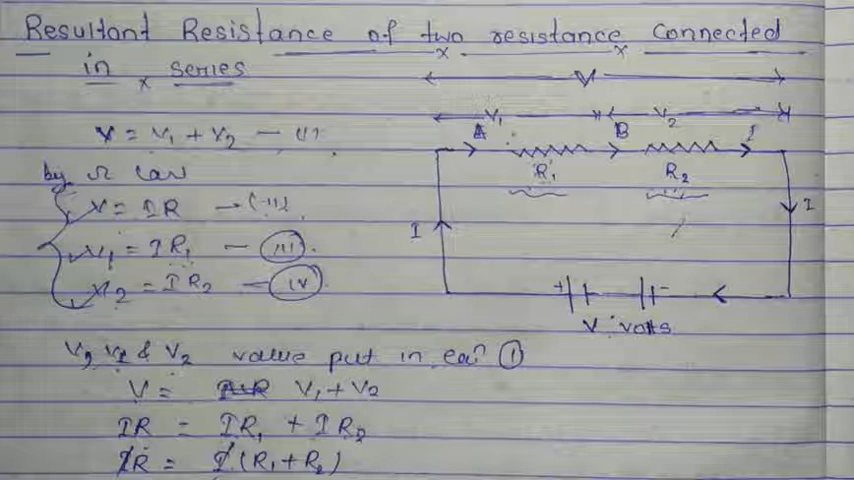 Resultant Resistance of two resistance Connected
in series
V
V₁ V₂
A B I
R₁ R₂
I I
+ -
V volts
V = V₁ + V₂ — (1)
by Ω law
V = IR → (ii)
V₁ = IR₁ — (iii).
V₂ = IR₂ — (iv)
V, V₁ & V₂ value put in eqⁿ ①
V = V₁ + V₂
IR = IR₁ + IR₂
IR = I (R₁ + R₂)